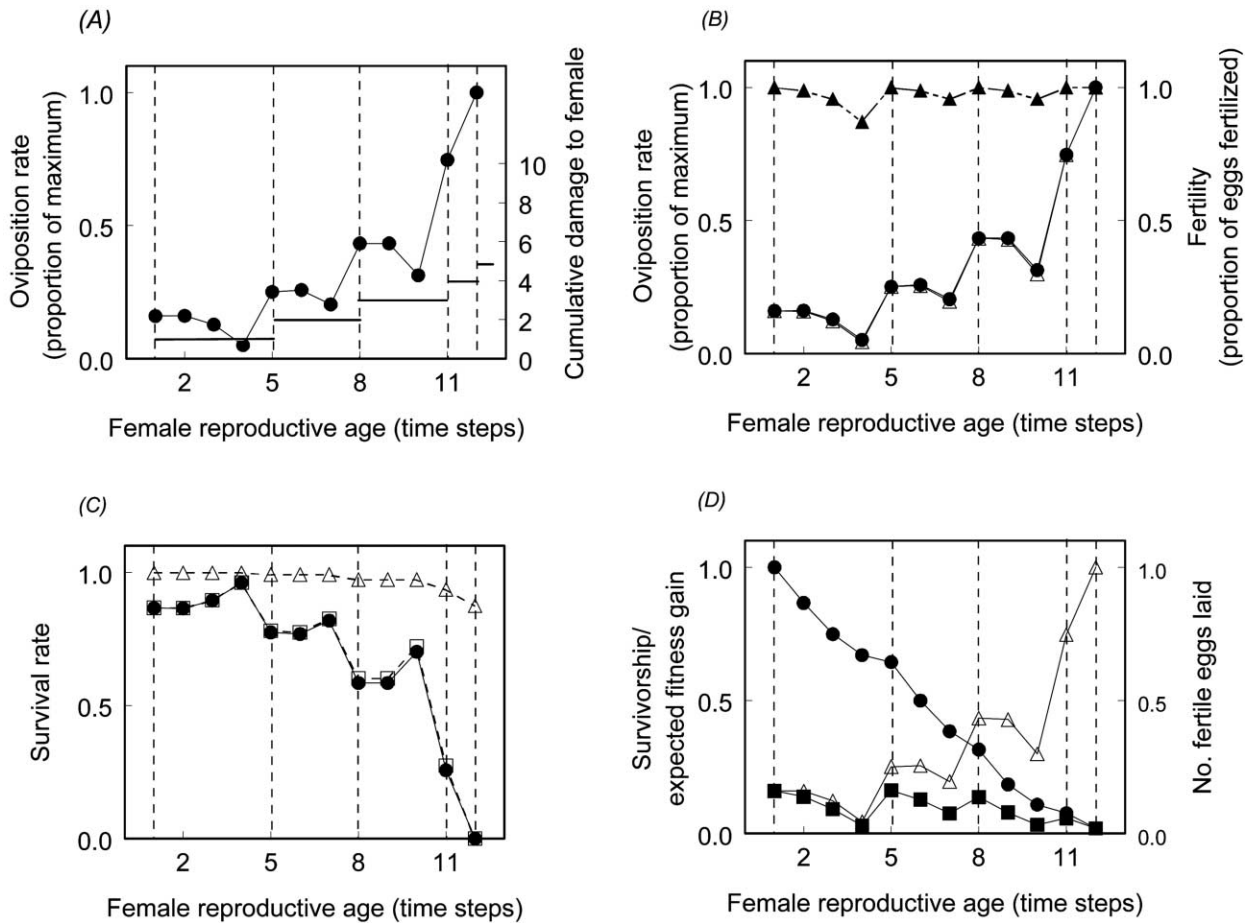 (A)
1.0
0.5
0.0
Oviposition rate
(proportion of maximum)
10
8
6
4
2
0
Cumulative damage to female
2
5
8
11
Female reproductive age (time steps)
(B)
1.0
0.5
0.0
Oviposition rate
(proportion of maximum)
1.0
0.5
0.0
Fertility
(proportion of eggs fertilized)
2
5
8
11
Female reproductive age (time steps)
(C)
1.0
0.5
0.0
Survival rate
2
5
8
11
Female reproductive age (time steps)
(D)
1.0
0.5
0.0
Survivorship/
expected fitness gain
1.0
0.5
0.0
No. fertile eggs laid
2
5
8
11
Female reproductive age (time steps)